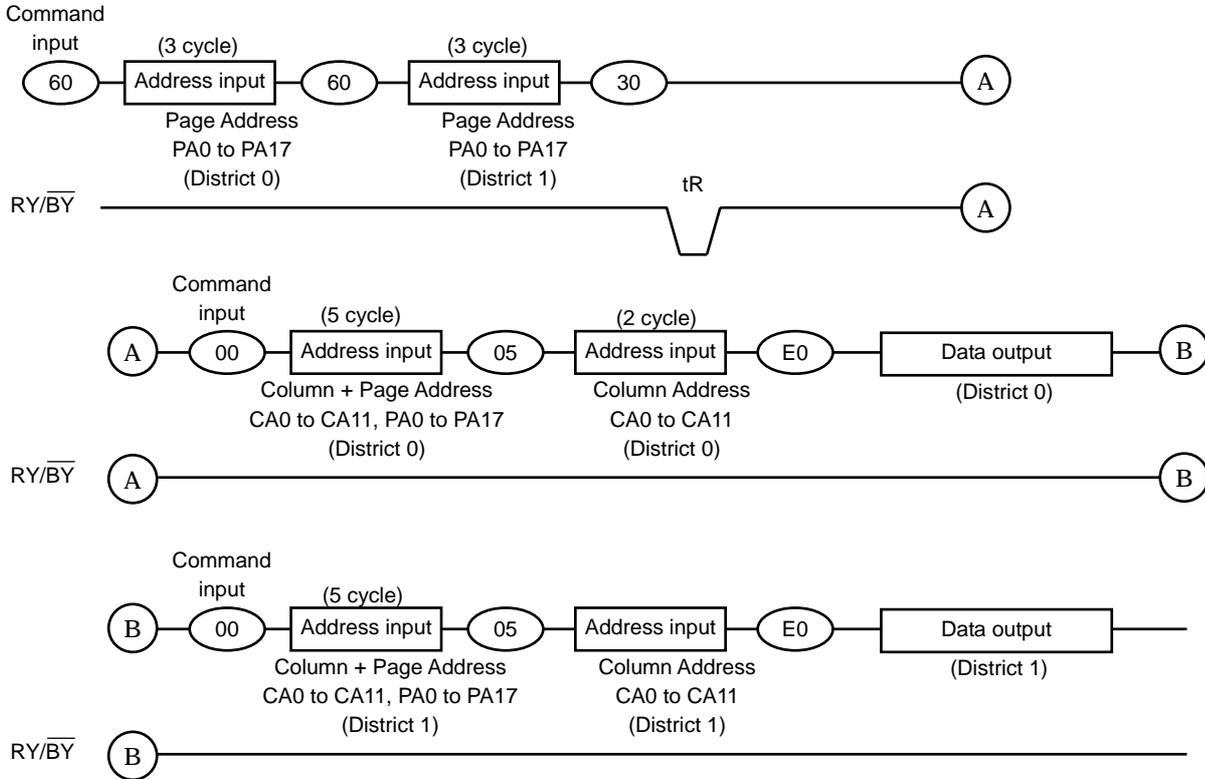 Command
input
(3 cycle)
(3 cycle)
60
Address input
60
Address input
30
A
Page Address
PA0 to PA17
(District 0)
Page Address
PA0 to PA17
(District 1)
RY/BY
tR
A
Command
input
(5 cycle)
(2 cycle)
A
00
Address input
05
Address input
E0
Data output
B
Column + Page Address
CA0 to CA11, PA0 to PA17
(District 0)
Column Address
CA0 to CA11
(District 0)
(District 0)
RY/BY
A
B
Command
input
(5 cycle)
B
00
Address input
05
Address input
E0
Data output
Column + Page Address
CA0 to CA11, PA0 to PA17
(District 1)
Column Address
CA0 to CA11
(District 1)
(District 1)
RY/BY
B